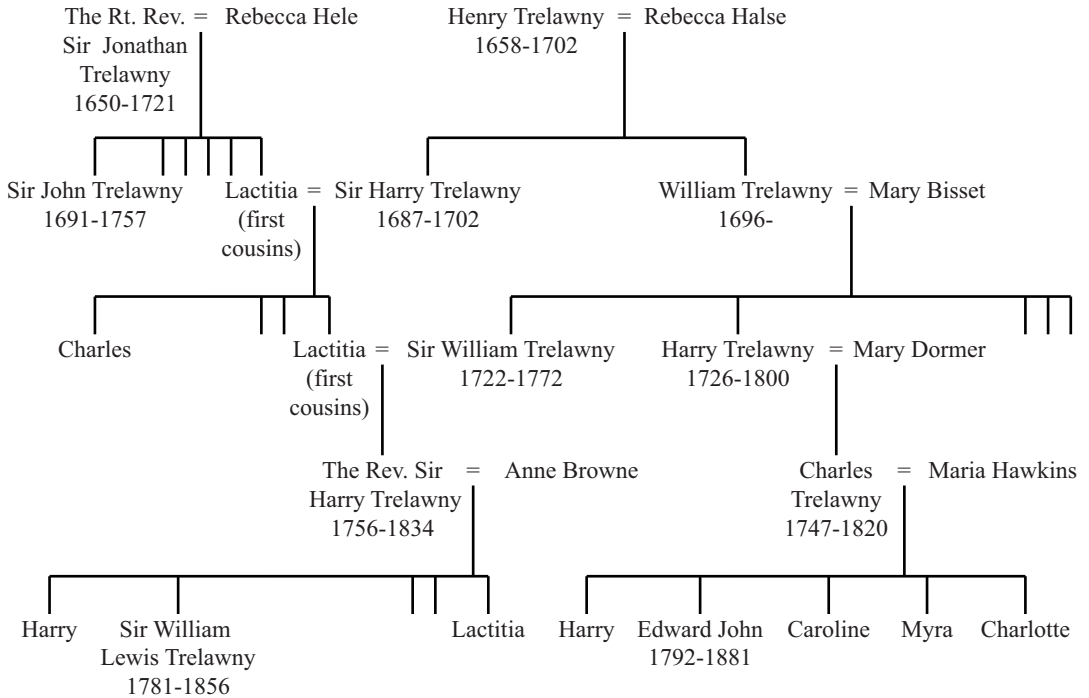 The Rt. Rev. = Rebecca Hele
Sir Jonathan
Trelawny
1650-1721
Henry Trelawny = Rebecca Halse
1658-1702
Sir John Trelawny
1691-1757
Lactitia = Sir Harry Trelawny
(first
cousins)
1687-1702
William Trelawny = Mary Bisset
1696-
Charles
Lactitia = Sir William Trelawny
(first
cousins)
1722-1772
Harry Trelawny = Mary Dormer
1726-1800
The Rev. Sir = Anne Browne
Harry Trelawny
1756-1834
Charles = Maria Hawkins
Trelawny
1747-1820
Harry
Sir William
Lewis Trelawny
1781-1856
Lactitia
Harry
Edward John
1792-1881
Caroline
Myra
Charlotte